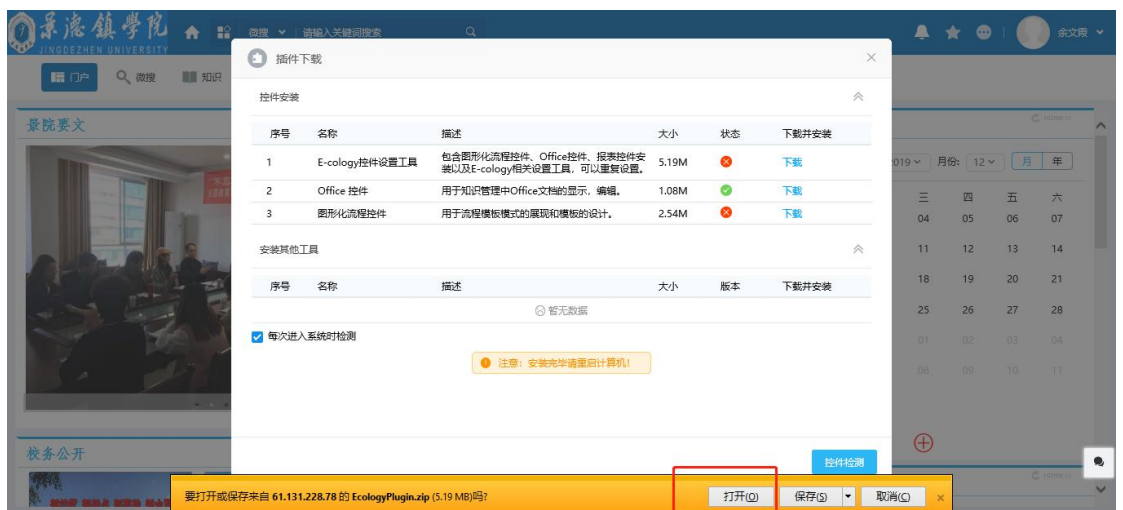 景德鎮學院
JINGDEZHEN UNIVERSITY
微搜 请输入关键词搜索
余文霞
门户 微搜 知识
插件下载
景院要文
控件安装
序号 名称 描述 大小 状态 下载并安装
1 E-cology控件设置工具 包含图形化流程控件、Office控件、报表控件安
装以及E-cology相关设置工具，可以重复设置。 5.19M 下载
2 Office 控件 用于知识管理中Office文档的显示，编辑。 1.08M 下载
3 图形化流程控件 用于流程模板模式的展现和模板的设计。 2.54M 下载
安装其他工具
序号 名称 描述 大小 版本 下载并安装
暂无数据
每次进入系统时检测
注意：安装完毕请重启计算机！
控件检测
2019 月份: 12 月 年
三 四 五 六
04 05 06 07
11 12 13 14
18 19 20 21
25 26 27 28
01 02 03 04
08 09 10 11
校务公开
要打开或保存来自 61.131.228.78 的 EcologyPlugin.zip (5.19 MB)吗?
打开(O) 保存(S) 取消(C)